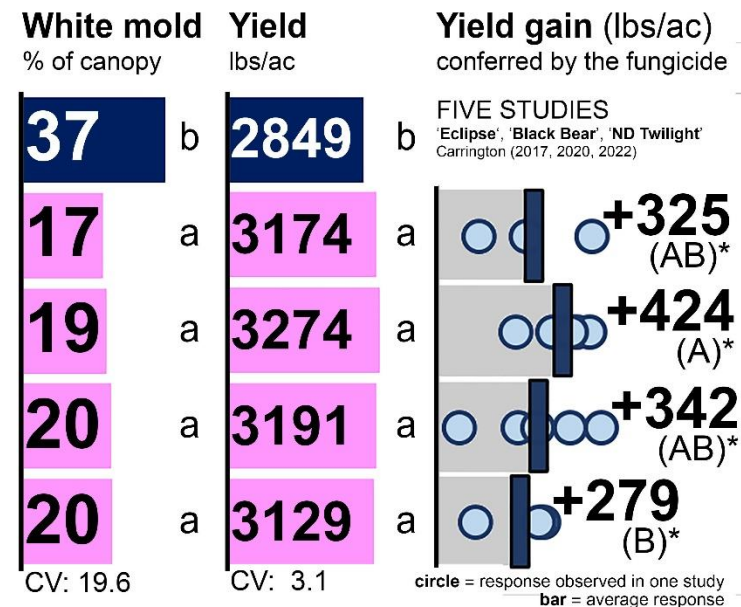 White mold
% of canopy
Yield
lbs/ac
Yield gain (lbs/ac)
conferred by the fungicide
37 b 2849 b
FIVE STUDIES
'Eclipse', 'Black Bear', 'ND Twilight'
Carrington (2017, 2020, 2022)
17 a 3174 a +325
(AB)*
19 a 3274 a +424
(A)*
20 a 3191 a +342
(AB)*
20 a 3129 a +279
(B)*
CV: 19.6
CV: 3.1
circle = response observed in one study
bar = average response